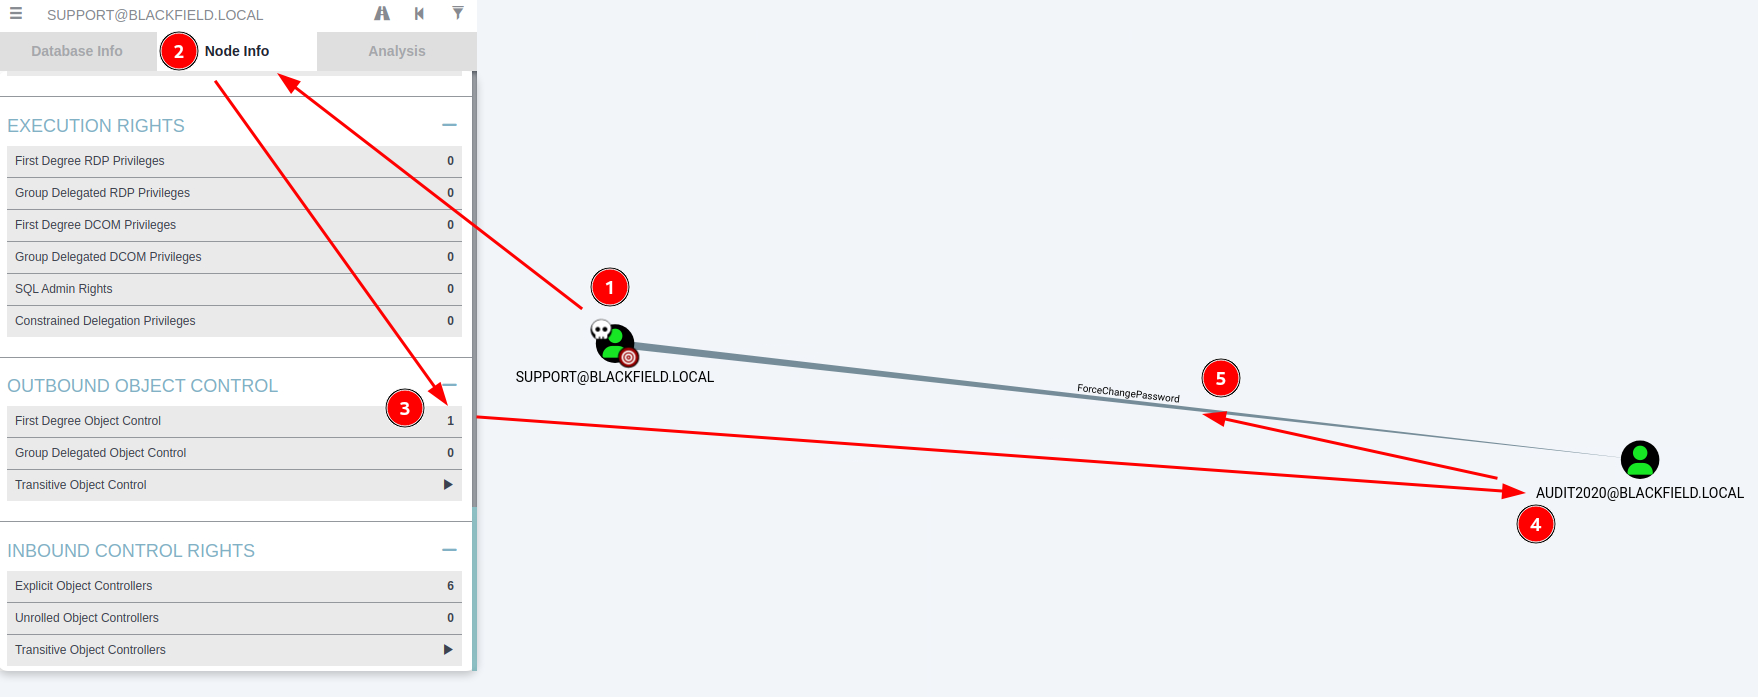 SUPPORT@BLACKFIELD.LOCAL
Database Info 2 Node Info Analysis
EXECUTION RIGHTS
First Degree RDP Privileges 0
Group Delegated RDP Privileges 0
First Degree DCOM Privileges 0
Group Delegated DCOM Privileges 0
SQL Admin Rights 0
Constrained Delegation Privileges 0
OUTBOUND OBJECT CONTROL
3
First Degree Object Control 1
Group Delegated Object Control 0
Transitive Object Control
INBOUND CONTROL RIGHTS
Explicit Object Controllers 6
Unrolled Object Controllers 0
Transitive Object Controllers
1
SUPPORT@BLACKFIELD.LOCAL
5
ForceChangePassword
AUDIT2020@BLACKFIELD.LOCAL
4